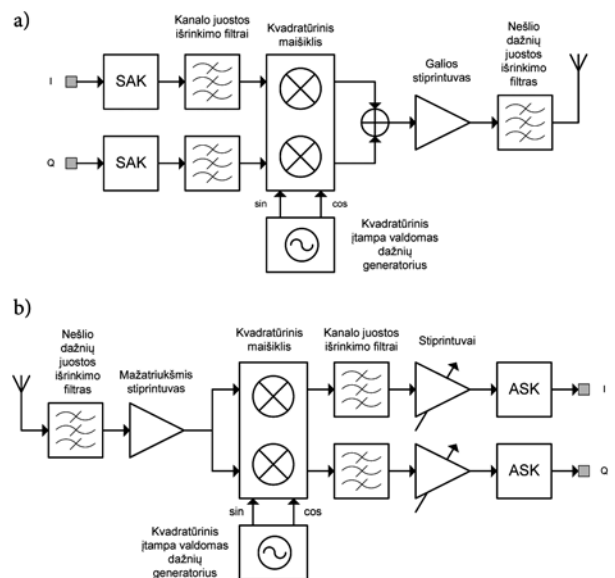 a)
Kanalo juostos
išrinkimo filtrai
Kvadratūrinis
maišiklis
Nešlio
dažnių
juostos
išrinkimo
filtras
Galios
stiprintuvas
I
SAK
Q
SAK
sin
cos
Kvadratūrinis
įtampa valdomas
dažnių
generatorius
b)
Nešlio
dažnių
juostos
išrinkimo
filtras
Mažatriukšmis
stiprintuvas
Kvadratūrinis
maišiklis
Kanalo juostos
išrinkimo filtrai
Stiprintuvai
ASK
I
ASK
Q
sin
cos
Kvadratūrinis
įtampa valdomas
dažnių
generatorius